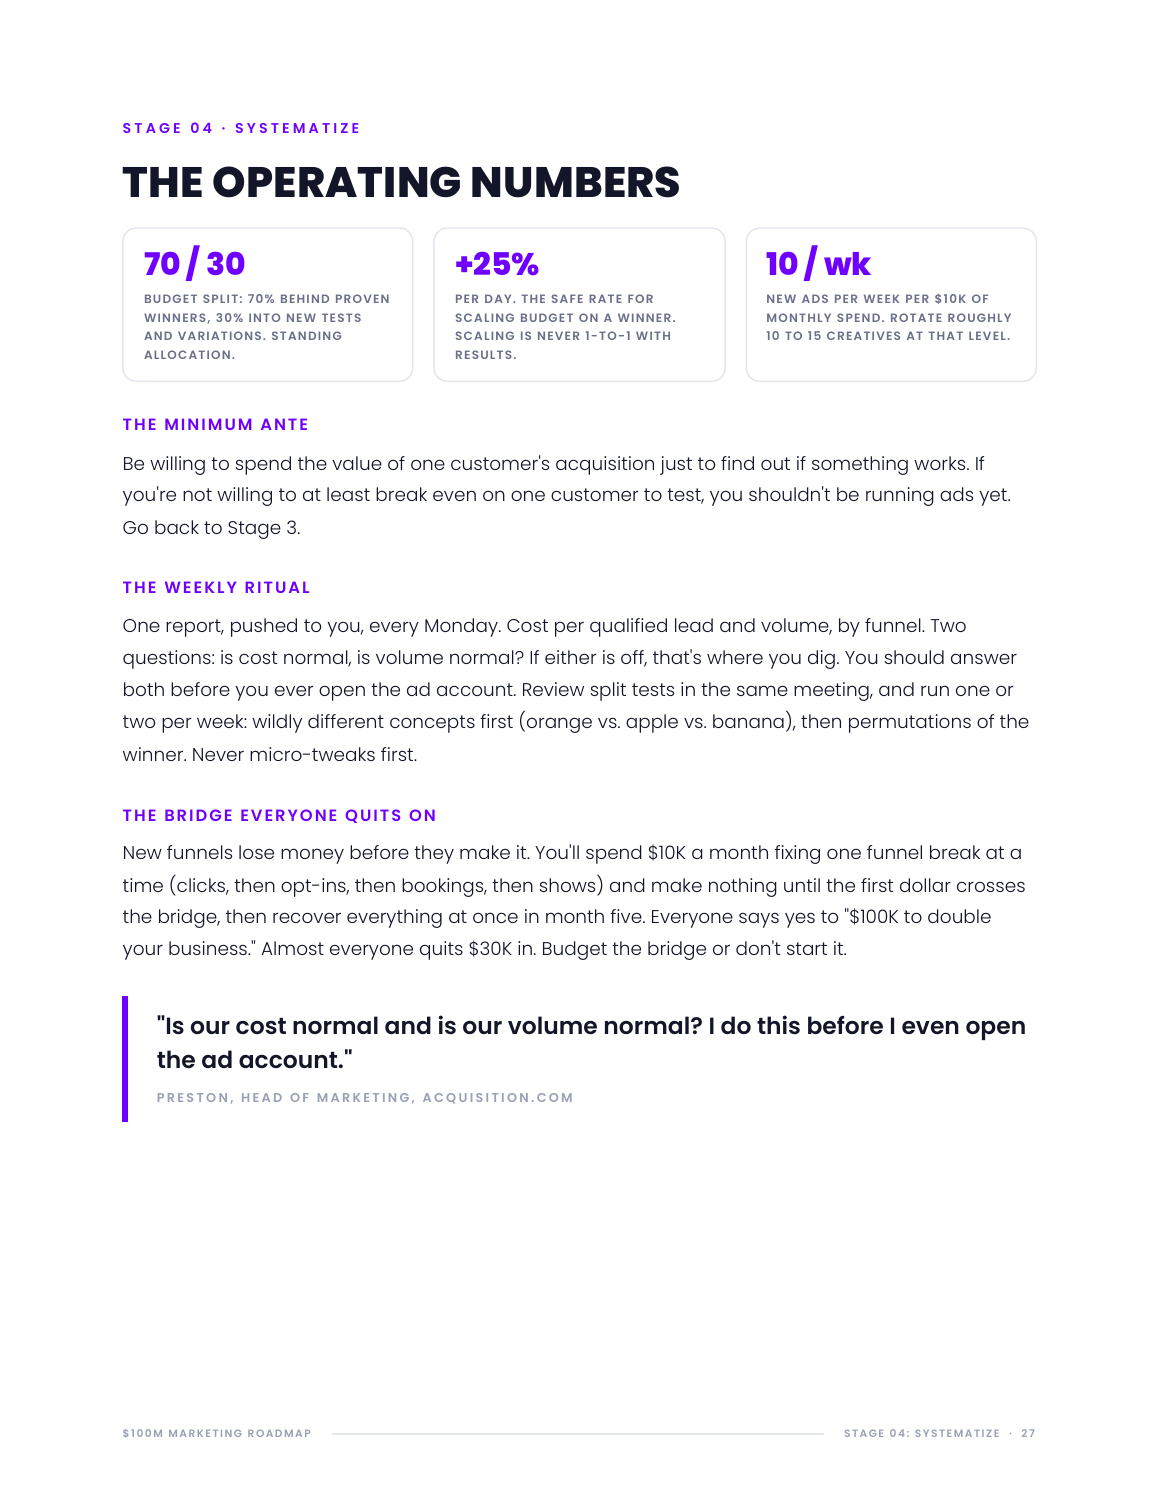 STAGE 04 · SYSTEMATIZE
THE OPERATING NUMBERS
70 / 30
BUDGET SPLIT: 70% BEHIND PROVEN
WINNERS, 30% INTO NEW TESTS
AND VARIATIONS. STANDING
ALLOCATION.
+25%
PER DAY. THE SAFE RATE FOR
SCALING BUDGET ON A WINNER.
SCALING IS NEVER 1-TO-1 WITH
RESULTS.
10 / wk
NEW ADS PER WEEK PER $10K OF
MONTHLY SPEND. ROTATE ROUGHLY
10 TO 15 CREATIVES AT THAT LEVEL.
THE MINIMUM ANTE
Be willing to spend the value of one customer's acquisition just to find out if something works. If
you're not willing to at least break even on one customer to test, you shouldn't be running ads yet.
Go back to Stage 3.
THE WEEKLY RITUAL
One report, pushed to you, every Monday. Cost per qualified lead and volume, by funnel. Two
questions: is cost normal, is volume normal? If either is off, that's where you dig. You should answer
both before you ever open the ad account. Review split tests in the same meeting, and run one or
two per week: wildly different concepts first (orange vs. apple vs. banana), then permutations of the
winner. Never micro-tweaks first.
THE BRIDGE EVERYONE QUITS ON
New funnels lose money before they make it. You'll spend $10K a month fixing one funnel break at a
time (clicks, then opt-ins, then bookings, then shows) and make nothing until the first dollar crosses
the bridge, then recover everything at once in month five. Everyone says yes to "$100K to double
your business." Almost everyone quits $30K in. Budget the bridge or don't start it.
"Is our cost normal and is our volume normal? I do this before I even open
the ad account."
PRESTON, HEAD OF MARKETING, ACQUISITION.COM
$100M MARKETING ROADMAP
STAGE 04: SYSTEMATIZE · 27